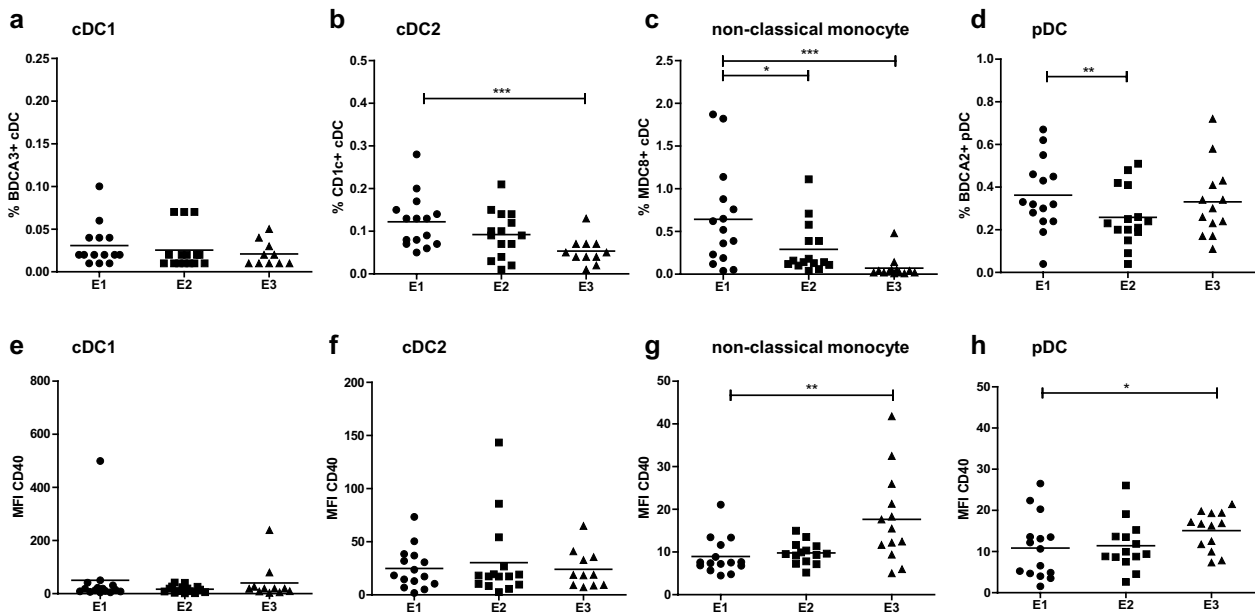 a cDC1
% BDCA3+ cDC
0.25
0.20
0.15
0.10
0.05
0.00
E1 E2 E3
b cDC2
% CD1c+ cDC
0.5
0.4
0.3
0.2
0.1
0.0
***
E1 E2 E3
c non-classical monocyte
% MDC8+ cDC
2.5
2.0
1.5
1.0
0.5
0.0
***
*
E1 E2 E3
d pDC
% BDCA2+ pDC
1.0
0.8
0.6
0.4
0.2
0.0
**
E1 E2 E3
e cDC1
MFI CD40
800
600
400
200
0
E1 E2 E3
f cDC2
MFI CD40
200
150
100
50
0
E1 E2 E3
g non-classical monocyte
MFI CD40
50
40
30
20
10
0
**
E1 E2 E3
h pDC
MFI CD40
50
40
30
20
10
0
*
E1 E2 E3